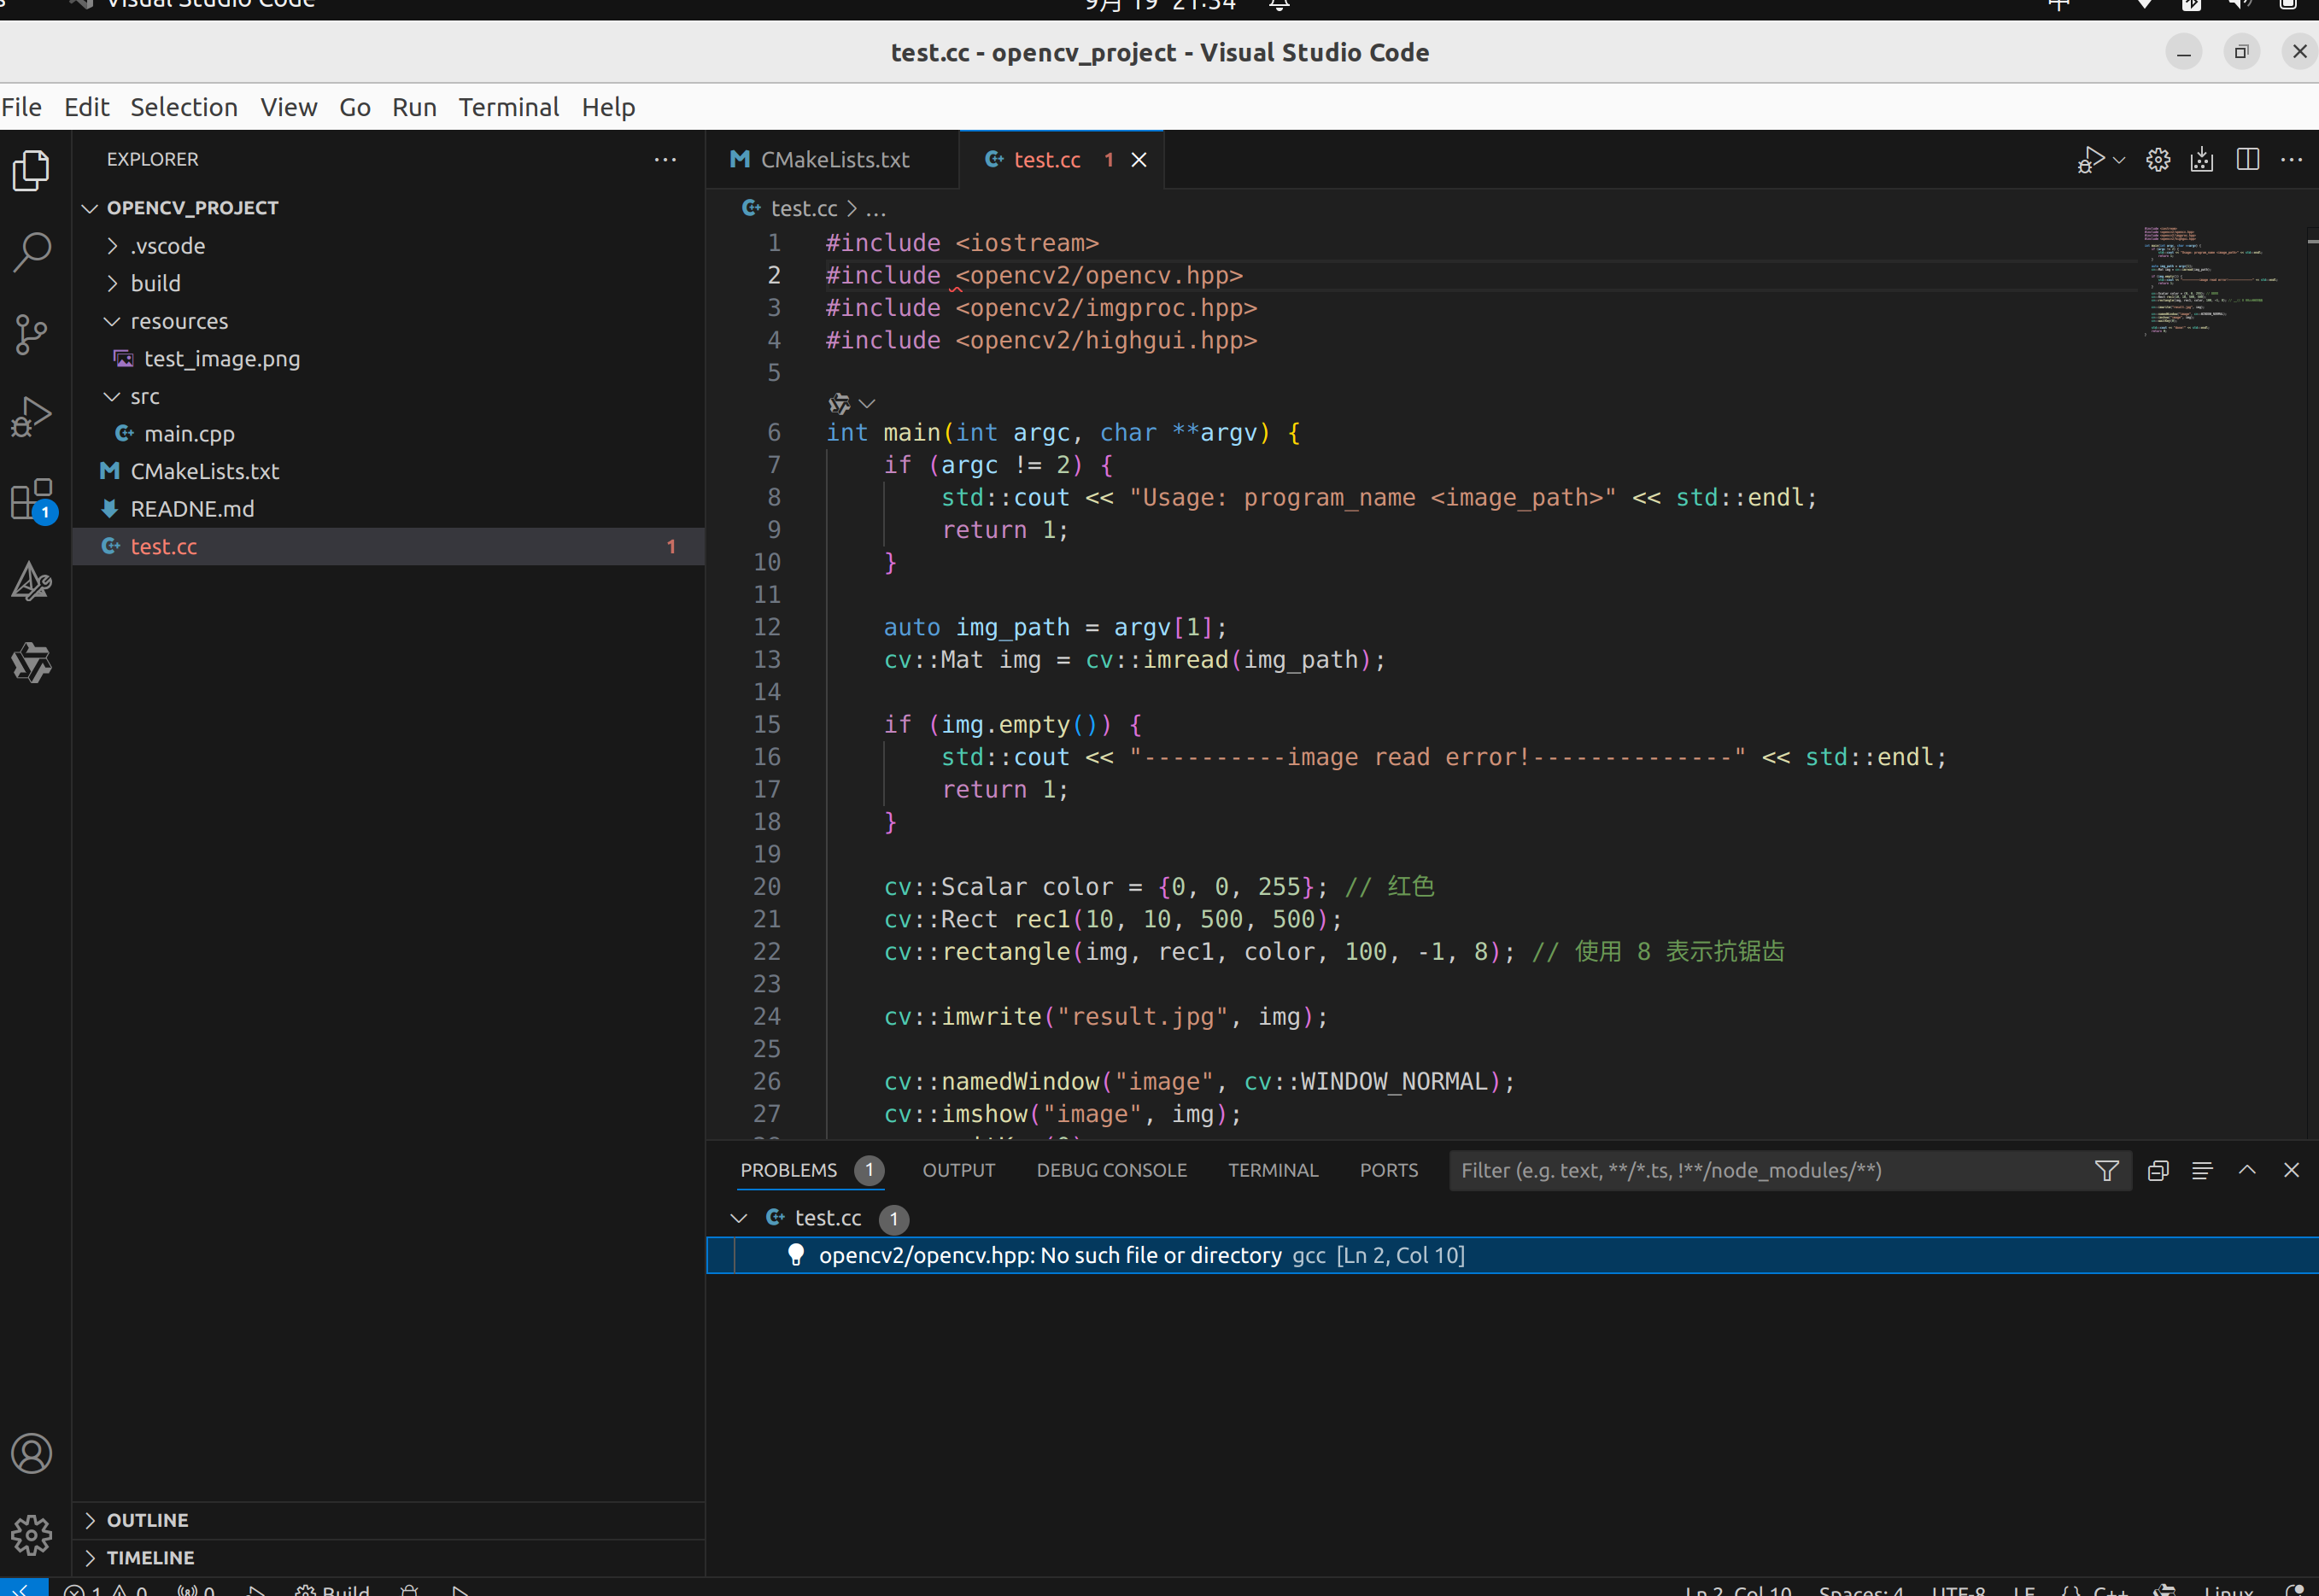 Visual Studio Code
9月 19 21:34
中
test.cc - opencv_project - Visual Studio Code
File Edit Selection View Go Run Terminal Help
EXPLORER
OPENCV_PROJECT
.vscode
build
resources
test_image.png
src
main.cpp
CMakeLists.txt
READNE.md
test.cc 1
1
CMakeLists.txt
test.cc 1
test.cc > ...
1 #include <iostream>
2 #include <opencv2/opencv.hpp>
3 #include <opencv2/imgproc.hpp>
4 #include <opencv2/highgui.hpp>
5
6 int main(int argc, char **argv) {
7 if (argc != 2) {
8 std::cout << "Usage: program_name <image_path>" << std::endl;
9 return 1;
10 }
11
12 auto img_path = argv[1];
13 cv::Mat img = cv::imread(img_path);
14
15 if (img.empty()) {
16 std::cout << "----------image read error!--------------" << std::endl;
17 return 1;
18 }
19
20 cv::Scalar color = {0, 0, 255}; // 红色
21 cv::Rect rec1(10, 10, 500, 500);
22 cv::rectangle(img, rec1, color, 100, -1, 8); // 使用 8 表示抗锯齿
23
24 cv::imwrite("result.jpg", img);
25
26 cv::namedWindow("image", cv::WINDOW_NORMAL);
27 cv::imshow("image", img);
PROBLEMS 1 OUTPUT DEBUG CONSOLE TERMINAL PORTS Filter (e.g. text, **/*.ts, !**/node_modules/**)
test.cc 1
opencv2/opencv.hpp: No such file or directory gcc [Ln 2, Col 10]
OUTLINE
TIMELINE
1 0 0 Build Ln 2, Col 10 Spaces: 4 UTF-8 LF {} C++ Linux